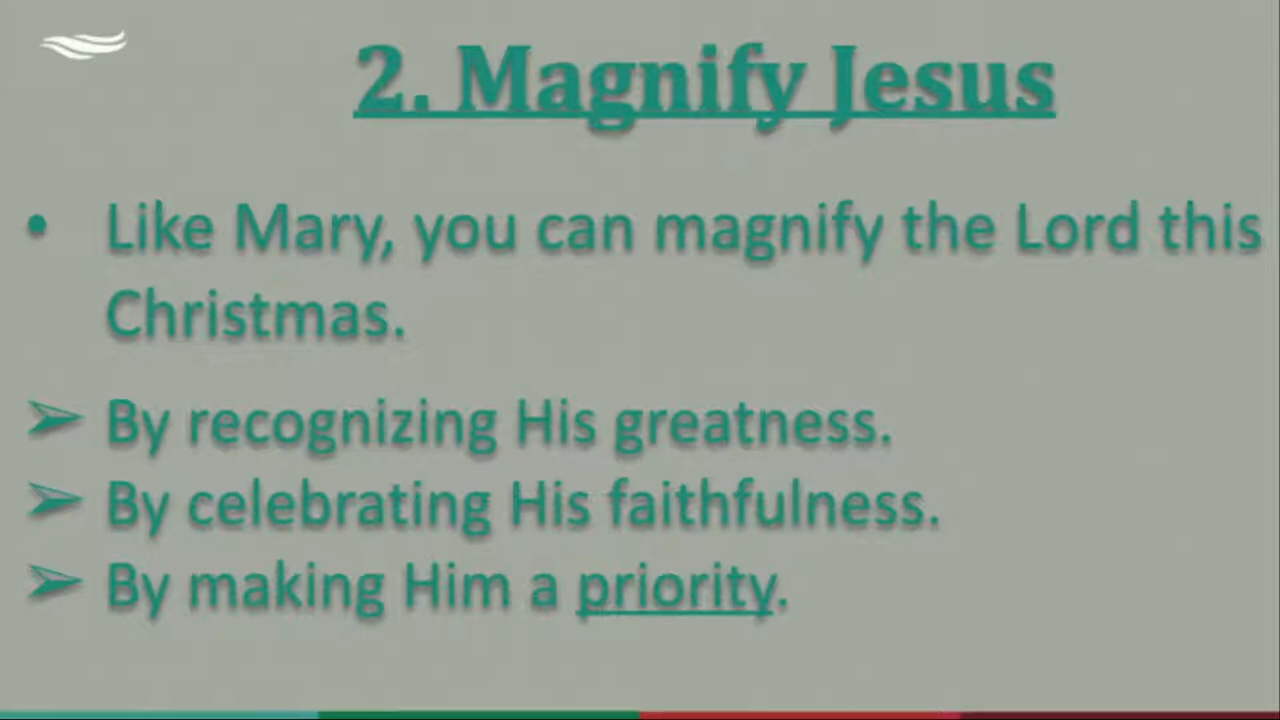 2. Magnify Jesus
• Like Mary, you can magnify the Lord this
Christmas.
➢ By recognizing His greatness.
➢ By celebrating His faithfulness.
➢ By making Him a priority.